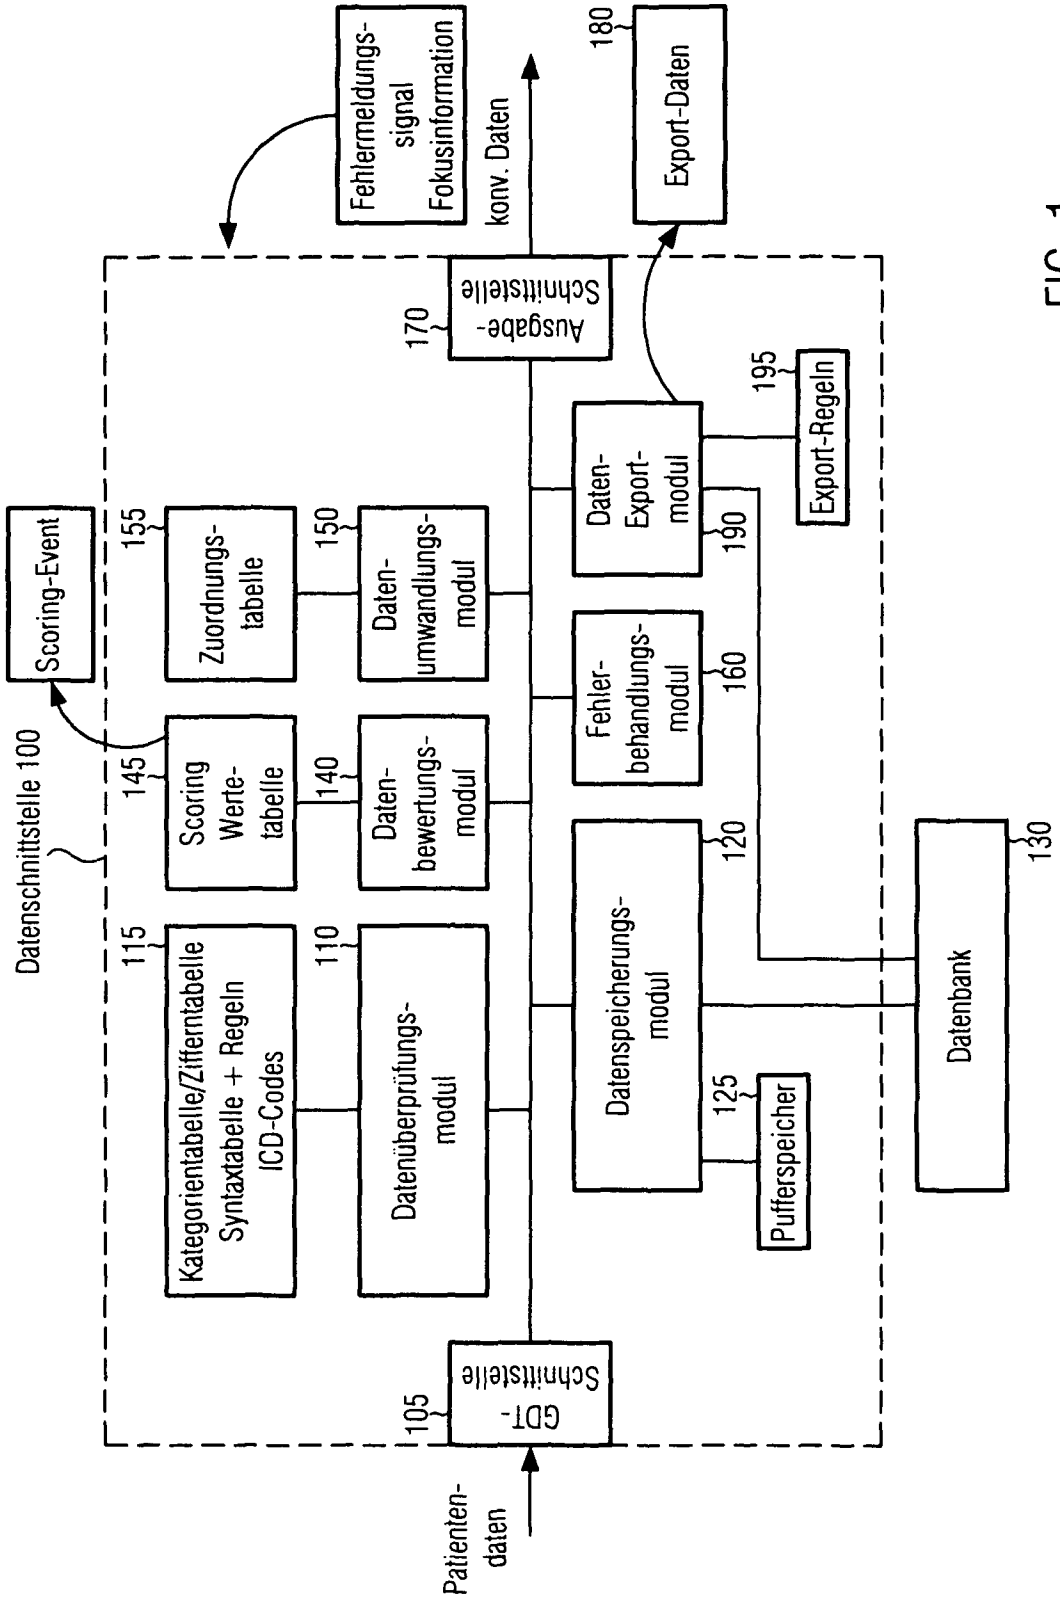 Scoring-Event
Datenschnittstelle 100
115
Kategorientabelle/Zifferntabelle
Syntaxtabelle + Regeln
ICD-Codes
145
Scoring
Werte-
tabelle
155
Zuordnungs-
tabelle
Fehlermeldungs-
signal
Fokusinformation
110
Datenüberprüfungs-
modul
140
Daten-
bewertungs-
modul
150
Daten-
umwandlungs-
modul
Patienten-
daten
105
GDT-
Schnittstelle
170
Ausgabe-
Schnittstelle
konv. Daten
Datenspeicherungs-
modul
120
Fehler-
behandlungs-
modul
160
Daten-
Export-
modul
190
180
Export-Daten
125
Pufferspeicher
195
Export-Regeln
Datenbank
130